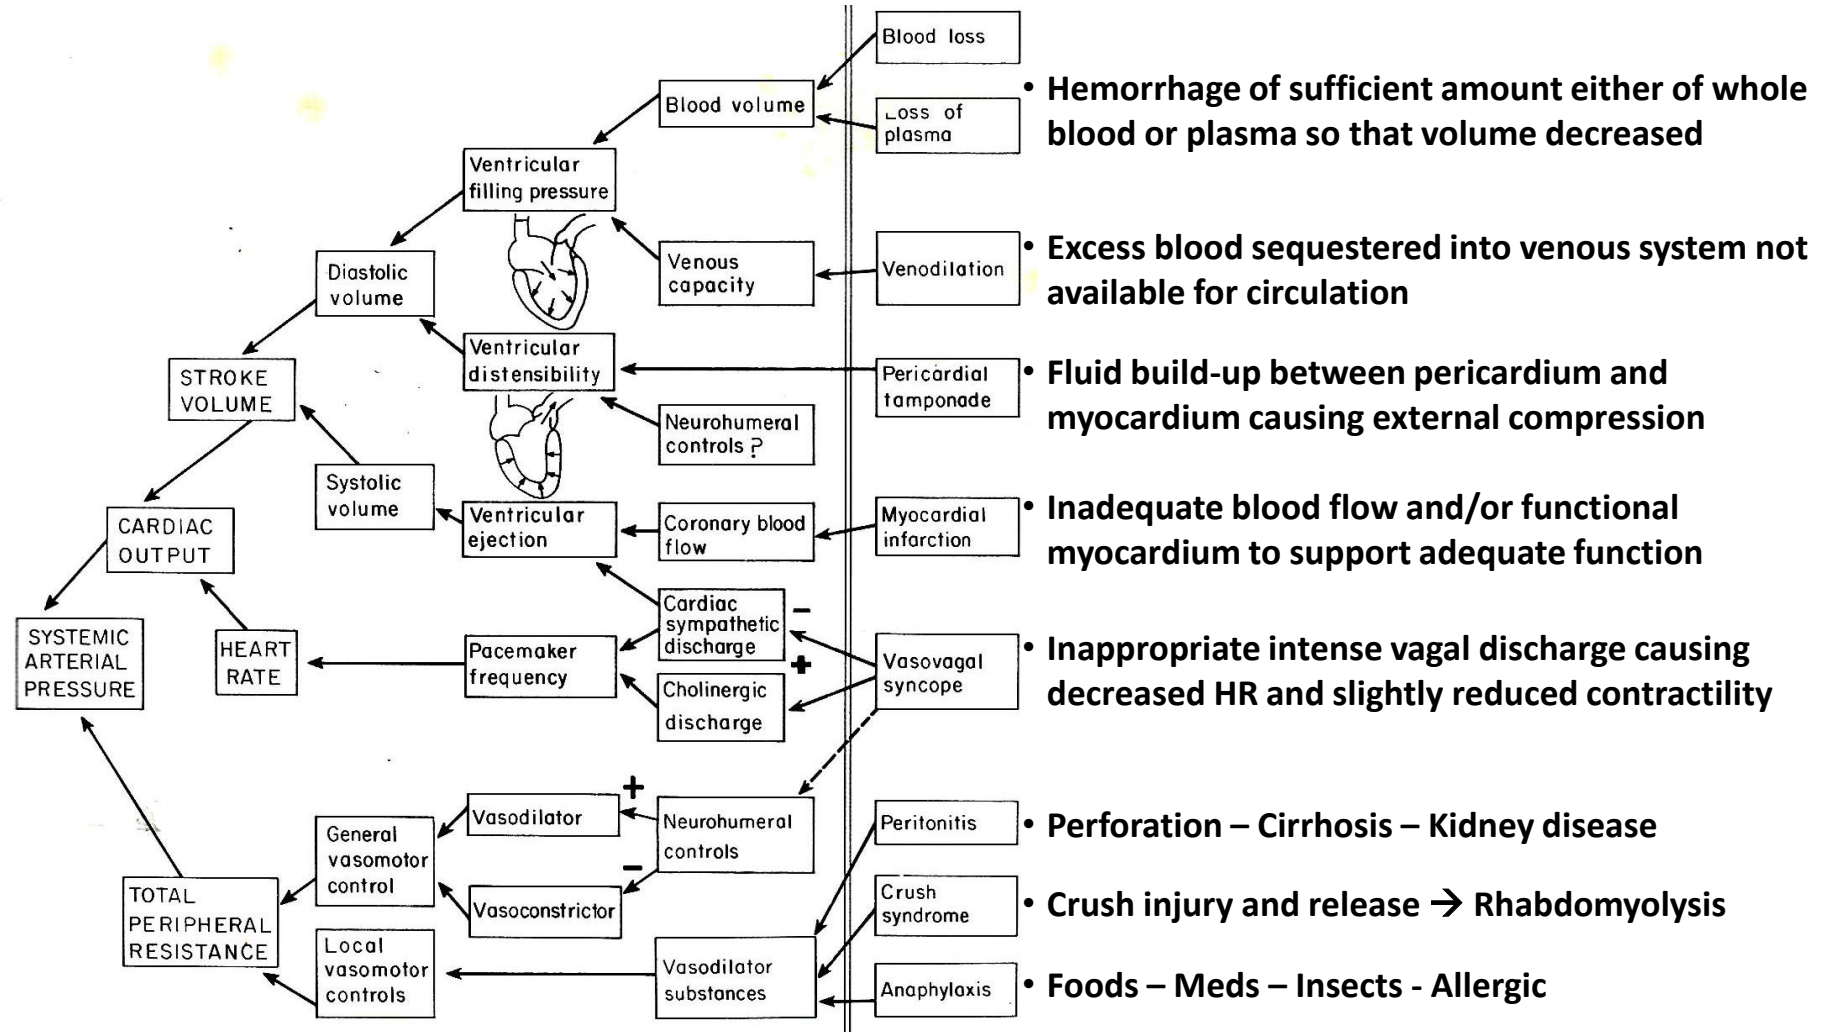 Blood loss
Loss of
plasma
• Hemorrhage of sufficient amount either of whole
blood or plasma so that volume decreased
Blood volume
Ventricular
filling pressure
Venous
capacity
Venodilation
• Excess blood sequestered into venous system not
available for circulation
Diastolic
volume
Ventricular
distensibility
Pericardial
tamponade
• Fluid build-up between pericardium and
myocardium causing external compression
STROKE
VOLUME
Neurohumeral
controls ?
Systolic
volume
Ventricular
ejection
Coronary blood
flow
Myocardial
infarction
• Inadequate blood flow and/or functional
myocardium to support adequate function
CARDIAC
OUTPUT
Cardiac
sympathetic
discharge
−
+
Vasovagal
syncope
• Inappropriate intense vagal discharge causing
decreased HR and slightly reduced contractility
SYSTEMIC
ARTERIAL
PRESSURE
HEART
RATE
Pacemaker
frequency
Cholinergic
discharge
+
−
Vasodilator
Neurohumeral
controls
General
vasomotor
control
Vasoconstrictor
Peritonitis
• Perforation – Cirrhosis – Kidney disease
Crush
syndrome
• Crush injury and release → Rhabdomyolysis
TOTAL
PERIPHERAL
RESISTANCE
Local
vasomotor
controls
Vasodilator
substances
Anaphylaxis
• Foods – Meds – Insects - Allergic